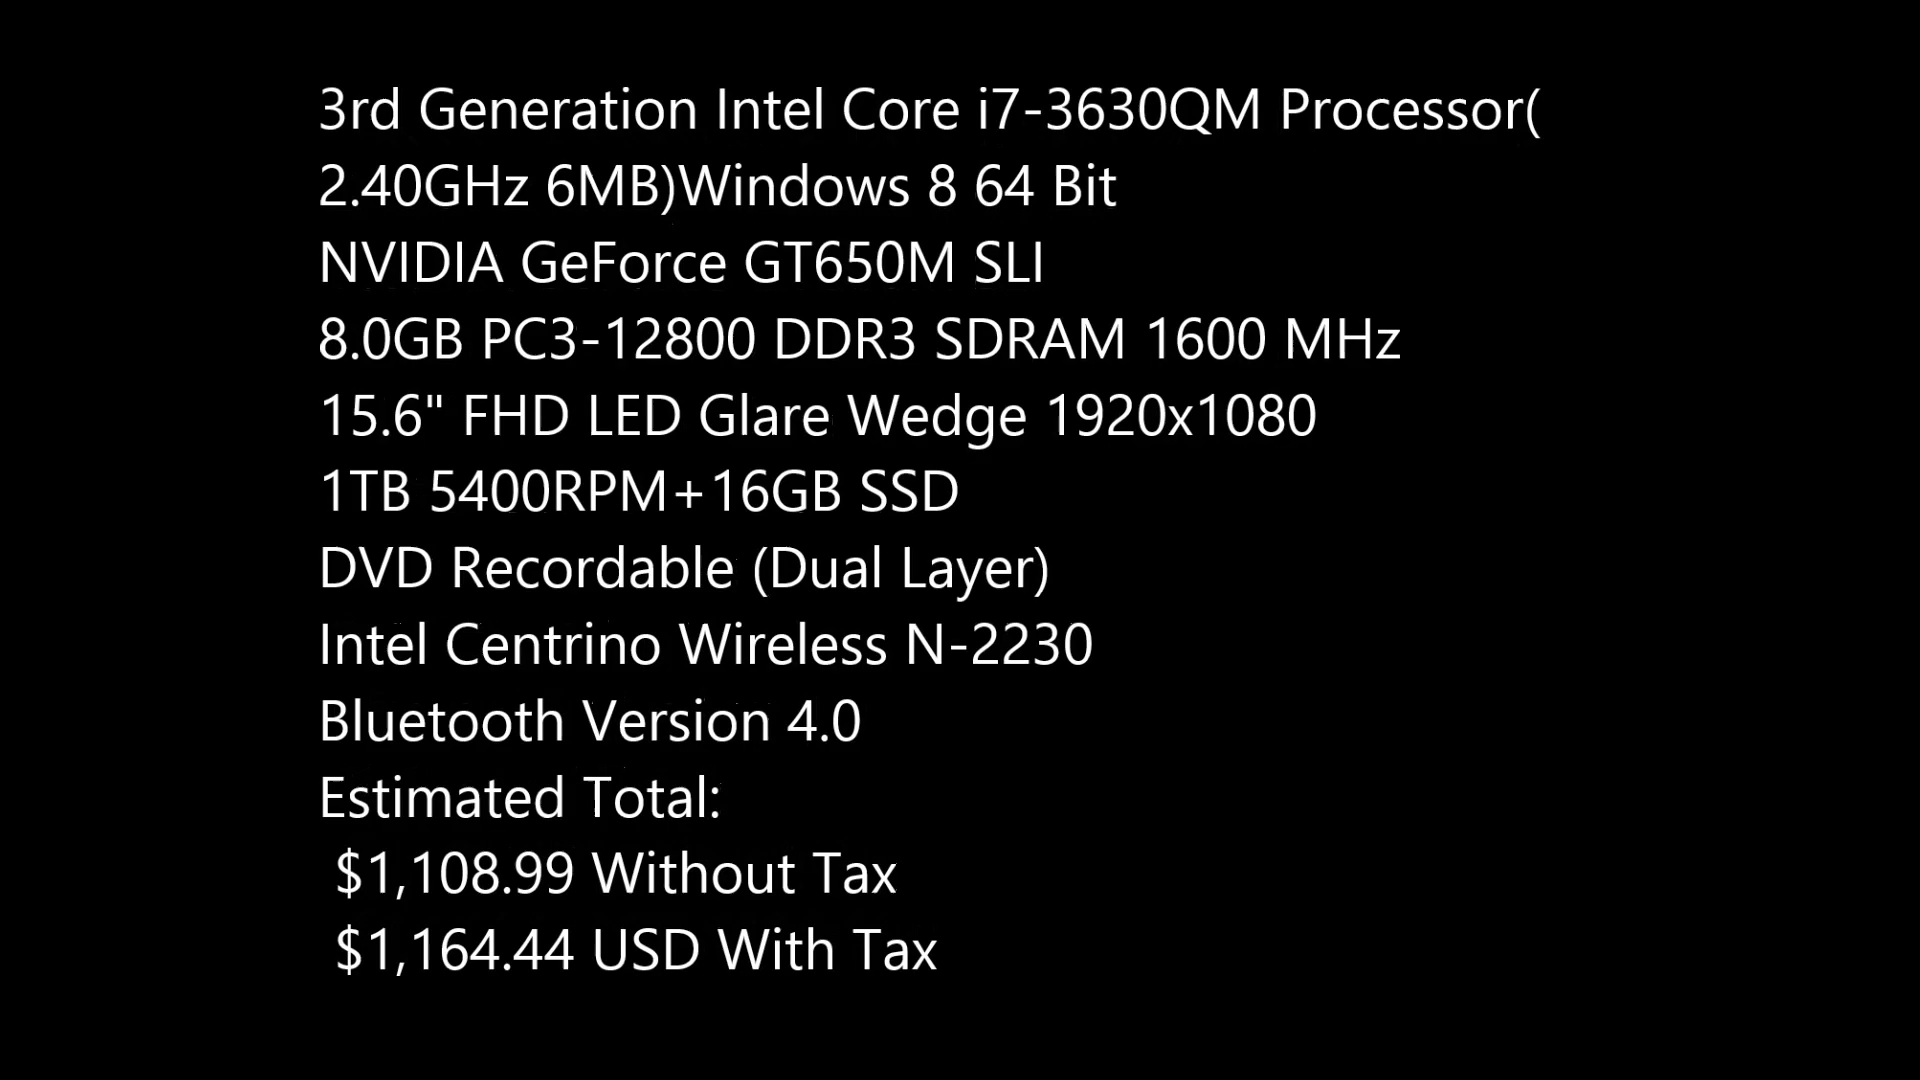 3rd Generation Intel Core i7-3630QM Processor(
2.40GHz 6MB)Windows 8 64 Bit
NVIDIA GeForce GT650M SLI
8.0GB PC3-12800 DDR3 SDRAM 1600 MHz
15.6" FHD LED Glare Wedge 1920x1080
1TB 5400RPM+16GB SSD
DVD Recordable (Dual Layer)
Intel Centrino Wireless N-2230
Bluetooth Version 4.0
Estimated Total:
$1,108.99 Without Tax
$1,164.44 USD With Tax